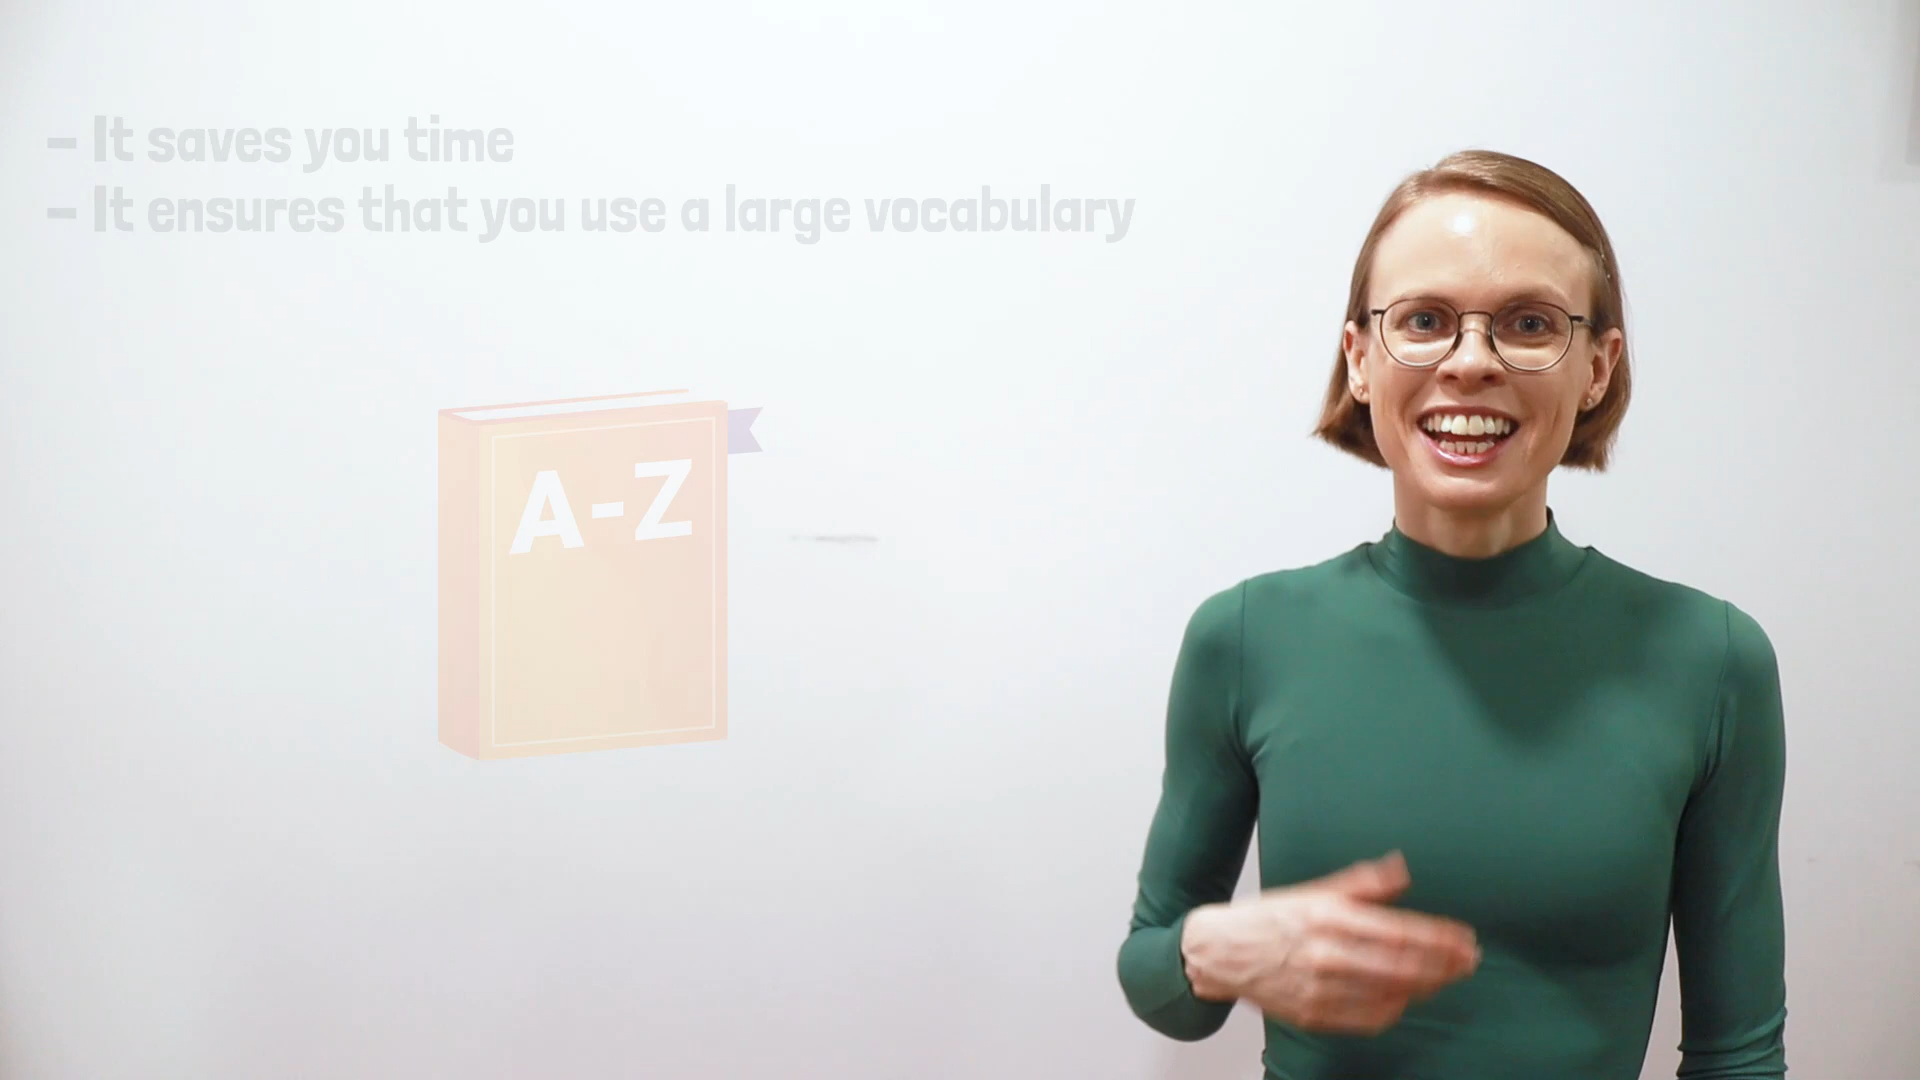 - It saves you time
- It ensures that you use a large vocabulary
A-Z